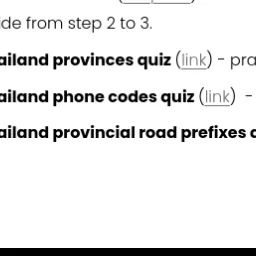 ide from step 2 to 3.
ailand provinces quiz (link) - pra
ailand phone codes quiz (link) -
ailand provincial road prefixes